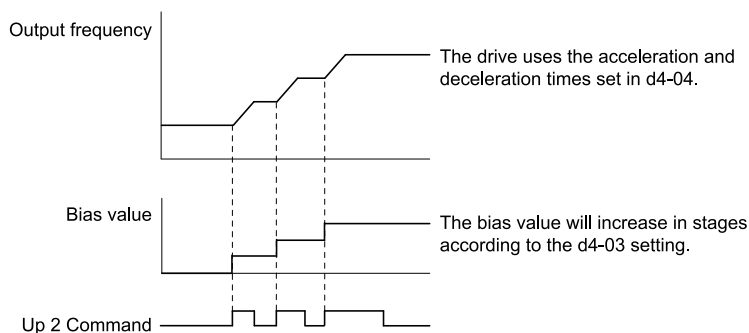 Output frequency
The drive uses the acceleration and
deceleration times set in d4-04.
Bias value
The bias value will increase in stages
according to the d4-03 setting.
Up 2 Command